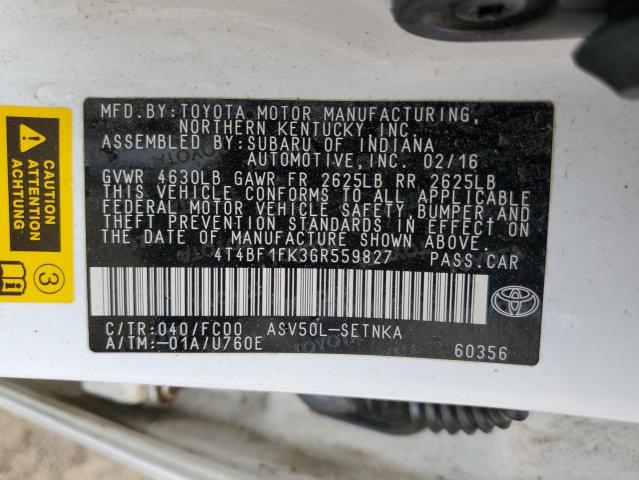 MFD.BY:TOYOTA MOTOR MANUFACTURING,
NORTHERN KENTUCKY,INC.
ASSEMBLED BY:SUBARU OF INDIANA
AUTOMOTIVE,INC. 02/16
GVWR 4630LB GAWR FR 2625LB RR 2625LB
THIS VEHICLE CONFORMS TO ALL APPLICABLE
FEDERAL MOTOR VEHICLE SAFETY,BUMPER,AND
THEFT PREVENTION STANDARDS IN EFFECT ON
THE DATE OF MANUFACTURE SHOWN ABOVE.
4T4BF1FK3GR559827 PASS.CAR
C/TR:040/FC00 ASV50L-SETNKA
A/TM:-01A/U760E
60356
TOYOTA
3